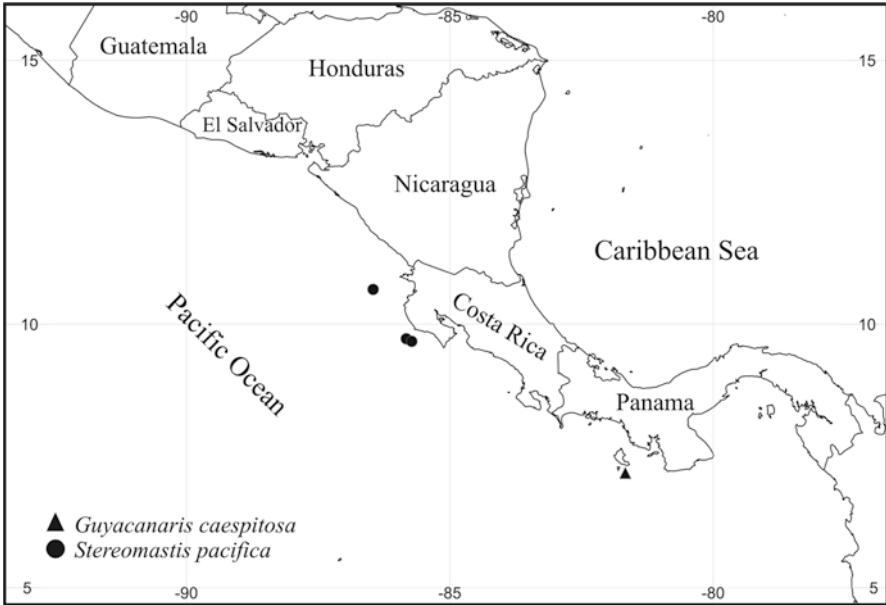 -90 -85 -80
Guatemala
15 15
Honduras
El Salvador
Nicaragua
Caribbean Sea
Costa Rica
10 10
Pacific Ocean
Panama
Guyacanaris caespitosa
Stereomastis pacifica
5 5
-90 -85 -80